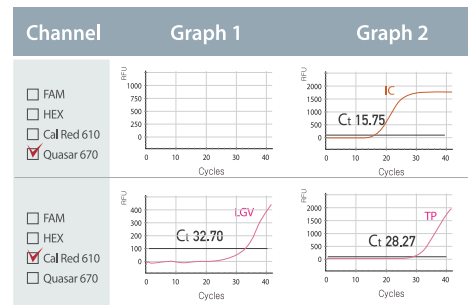 Channel Graph 1 Graph 2
☐ FAM
☐ HEX
☐ Cal Red 610
☑ Quasar 670
RFU
1000
750
500
250
0
0 10 20 30 40
Cycles
RFU
2000
1500
1000
500
0
IC
Ct 15.75
0 10 20 30 40
Cycles
☐ FAM
☐ HEX
☑ Cal Red 610
☐ Quasar 670
RFU
400
300
200
100
0
LGV
Ct 32.70
0 10 20 30 40
Cycles
RFU
2000
1500
1000
500
0
TP
Ct 28.27
0 10 20 30 40
Cycles